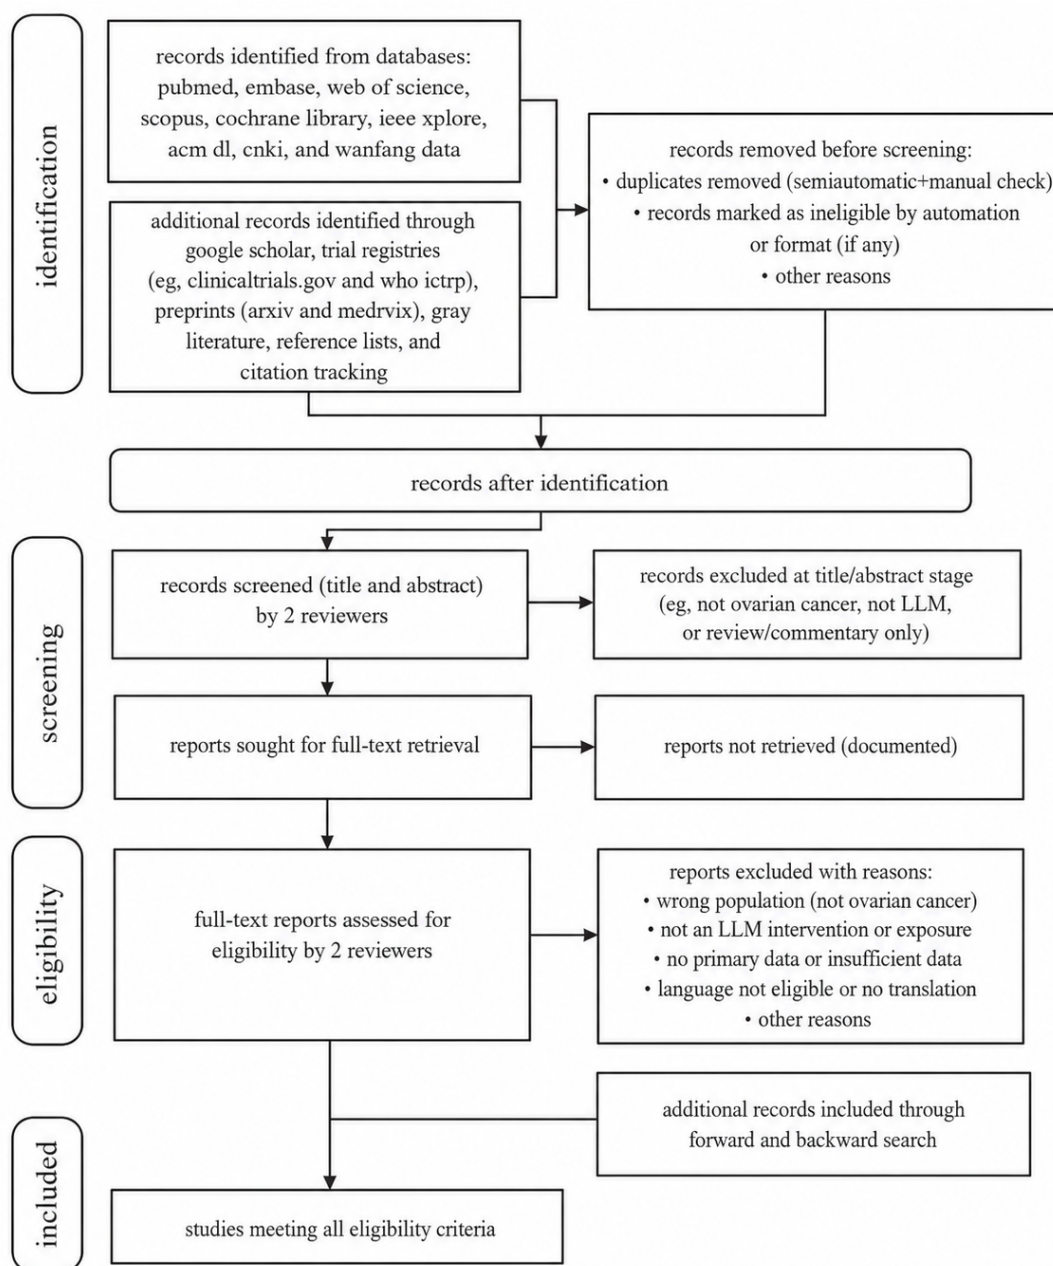 identification
records identified from databases:
pubmed, embase, web of science,
scopus, cochrane library, ieee xplore,
acm dl, cnki, and wanfang data
additional records identified through
google scholar, trial registries
(eg, clinicaltrials.gov and who ictrp),
preprints (arxiv and medrvix), gray
literature, reference lists, and
citation tracking
records removed before screening:
• duplicates removed (semiautomatic+manual check)
• records marked as ineligible by automation
or format (if any)
• other reasons
records after identification
screening
records screened (title and abstract)
by 2 reviewers
records excluded at title/abstract stage
(eg, not ovarian cancer, not LLM,
or review/commentary only)
reports sought for full-text retrieval
reports not retrieved (documented)
eligibility
full-text reports assessed for
eligibility by 2 reviewers
reports excluded with reasons:
• wrong population (not ovarian cancer)
• not an LLM intervention or exposure
• no primary data or insufficient data
• language not eligible or no translation
• other reasons
additional records included through
forward and backward search
included
studies meeting all eligibility criteria